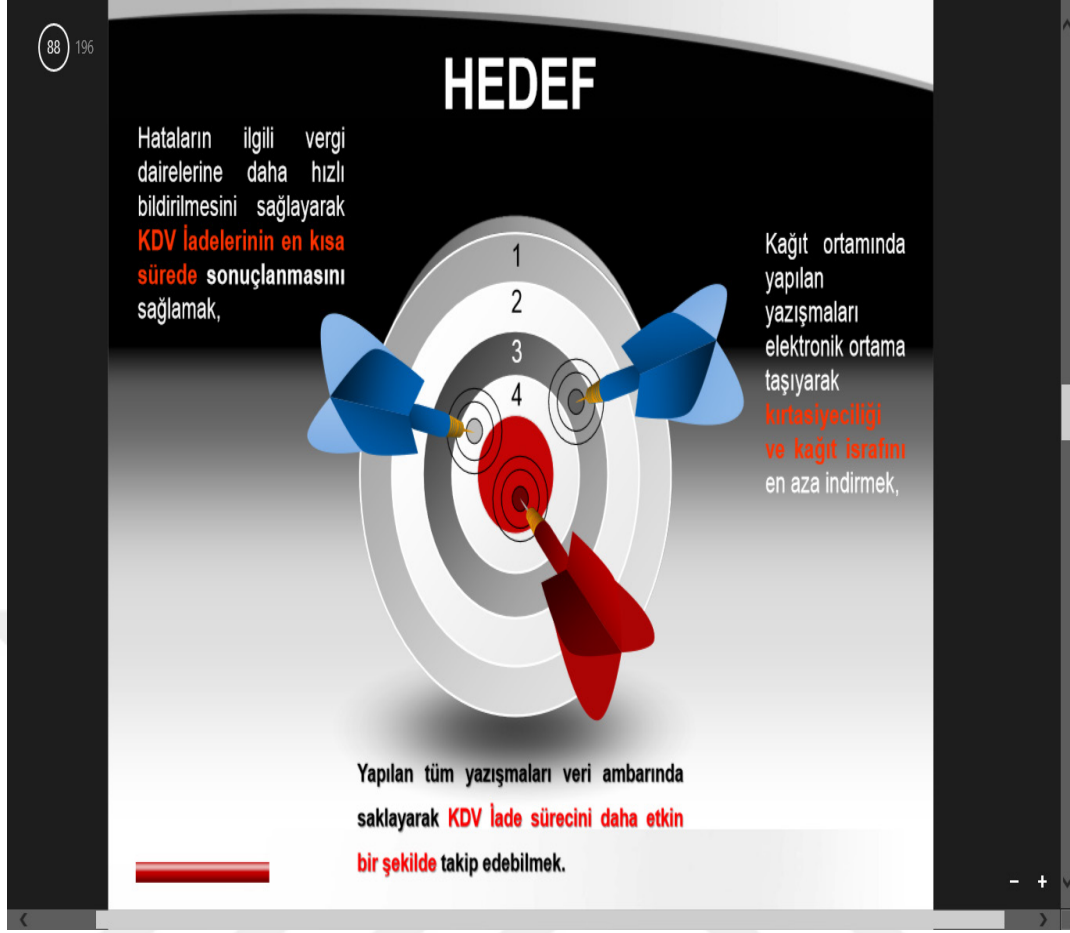 88 196
HEDEF
Hataların ilgili vergi
dairelerine daha hızlı
bildirilmesini sağlayarak
KDV İadelerinin en kısa
sürede sonuçlanmasını
sağlamak,
Kağıt ortamında
yapılan
yazışmaları
elektronik ortama
taşıyarak
kırtasiyeciliği
ve kağıt israfını
en aza indirmek,
1
2
3
4
Yapılan tüm yazışmaları veri ambarında
saklayarak KDV İade sürecini daha etkin
bir şekilde takip edebilmek.